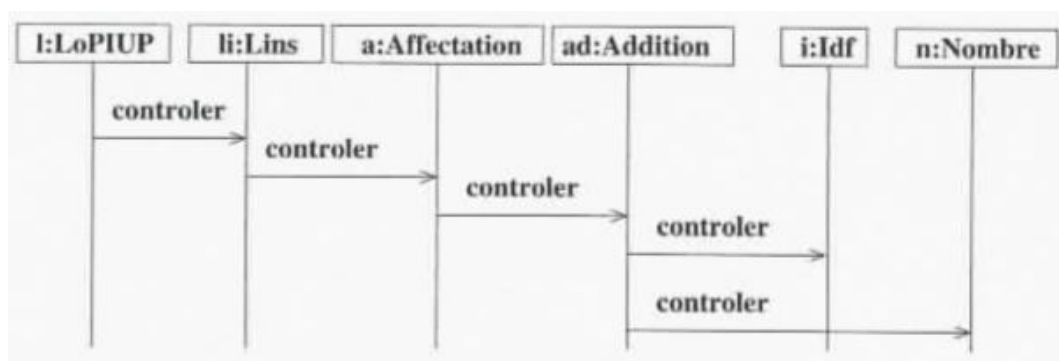 l:LoPIUP li:Lins a:Affectation ad:Addition i:Idf n:Nombre
controler
controler
controler
controler
controler